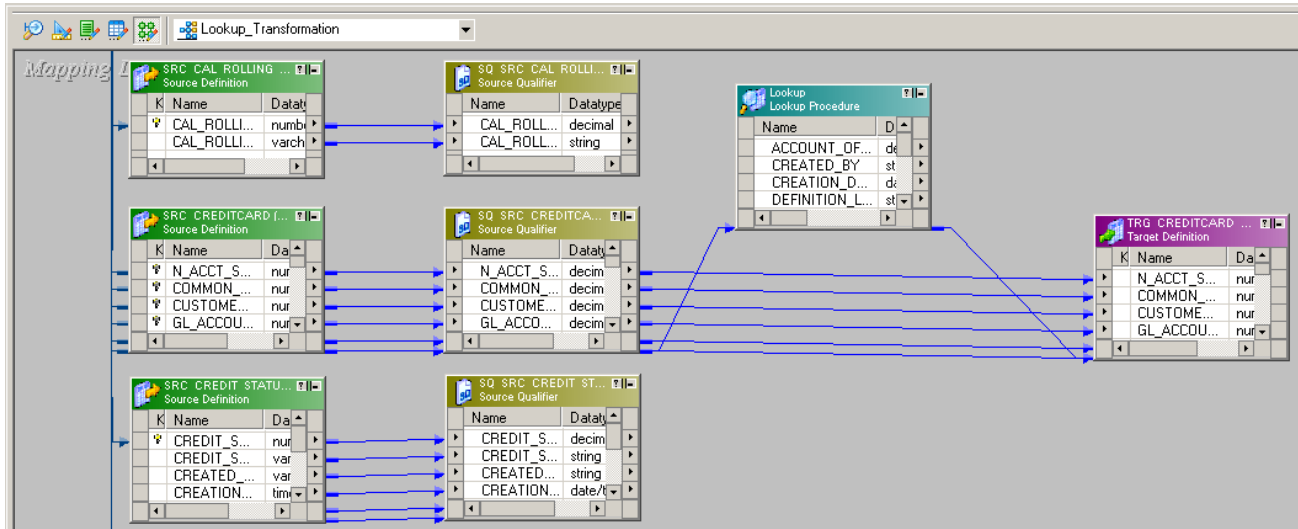 Lookup_Transformation
Mapping
SRC CAL ROLLING ...
Source Definition
K Name Dataty
CAL_ROLLI... numbe
CAL_ROLLI... varch
SQ SRC CAL ROLLI...
Source Qualifier
Name Datatype
CAL_ROLL... decimal
CAL_ROLL... string
Lookup
Lookup Procedure
Name D
ACCOUNT_OF... de
CREATED_BY st
CREATION_D... da
DEFINITION_L... st
SRC CREDITCARD (...
Source Definition
K Name Da
N_ACCT_S... nur
COMMON_... nur
CUSTOME... nur
GL_ACCOU... nur
SQ SRC CREDITCA...
Source Qualifier
Name Dataty
N_ACCT_S... decim
COMMON_... decim
CUSTOME... decim
GL_ACCO... decim
TRG CREDITCARD ...
Target Definition
K Name Da
N_ACCT_S... nur
COMMON_... nur
CUSTOME... nur
GL_ACCOU... nur
SRC CREDIT STATU...
Source Definition
K Name Da
CREDIT_S... nur
CREDIT_S... var
CREATED_... var
CREATION... time
SQ SRC CREDIT ST...
Source Qualifier
Name Dataty
CREDIT_S... decim
CREDIT_S... string
CREATED... string
CREATION... date/t